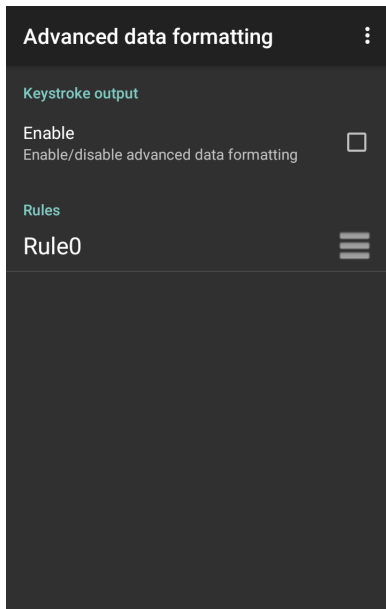 Advanced data formatting
Keystroke output
Enable
Enable/disable advanced data formatting
Rules
Rule0